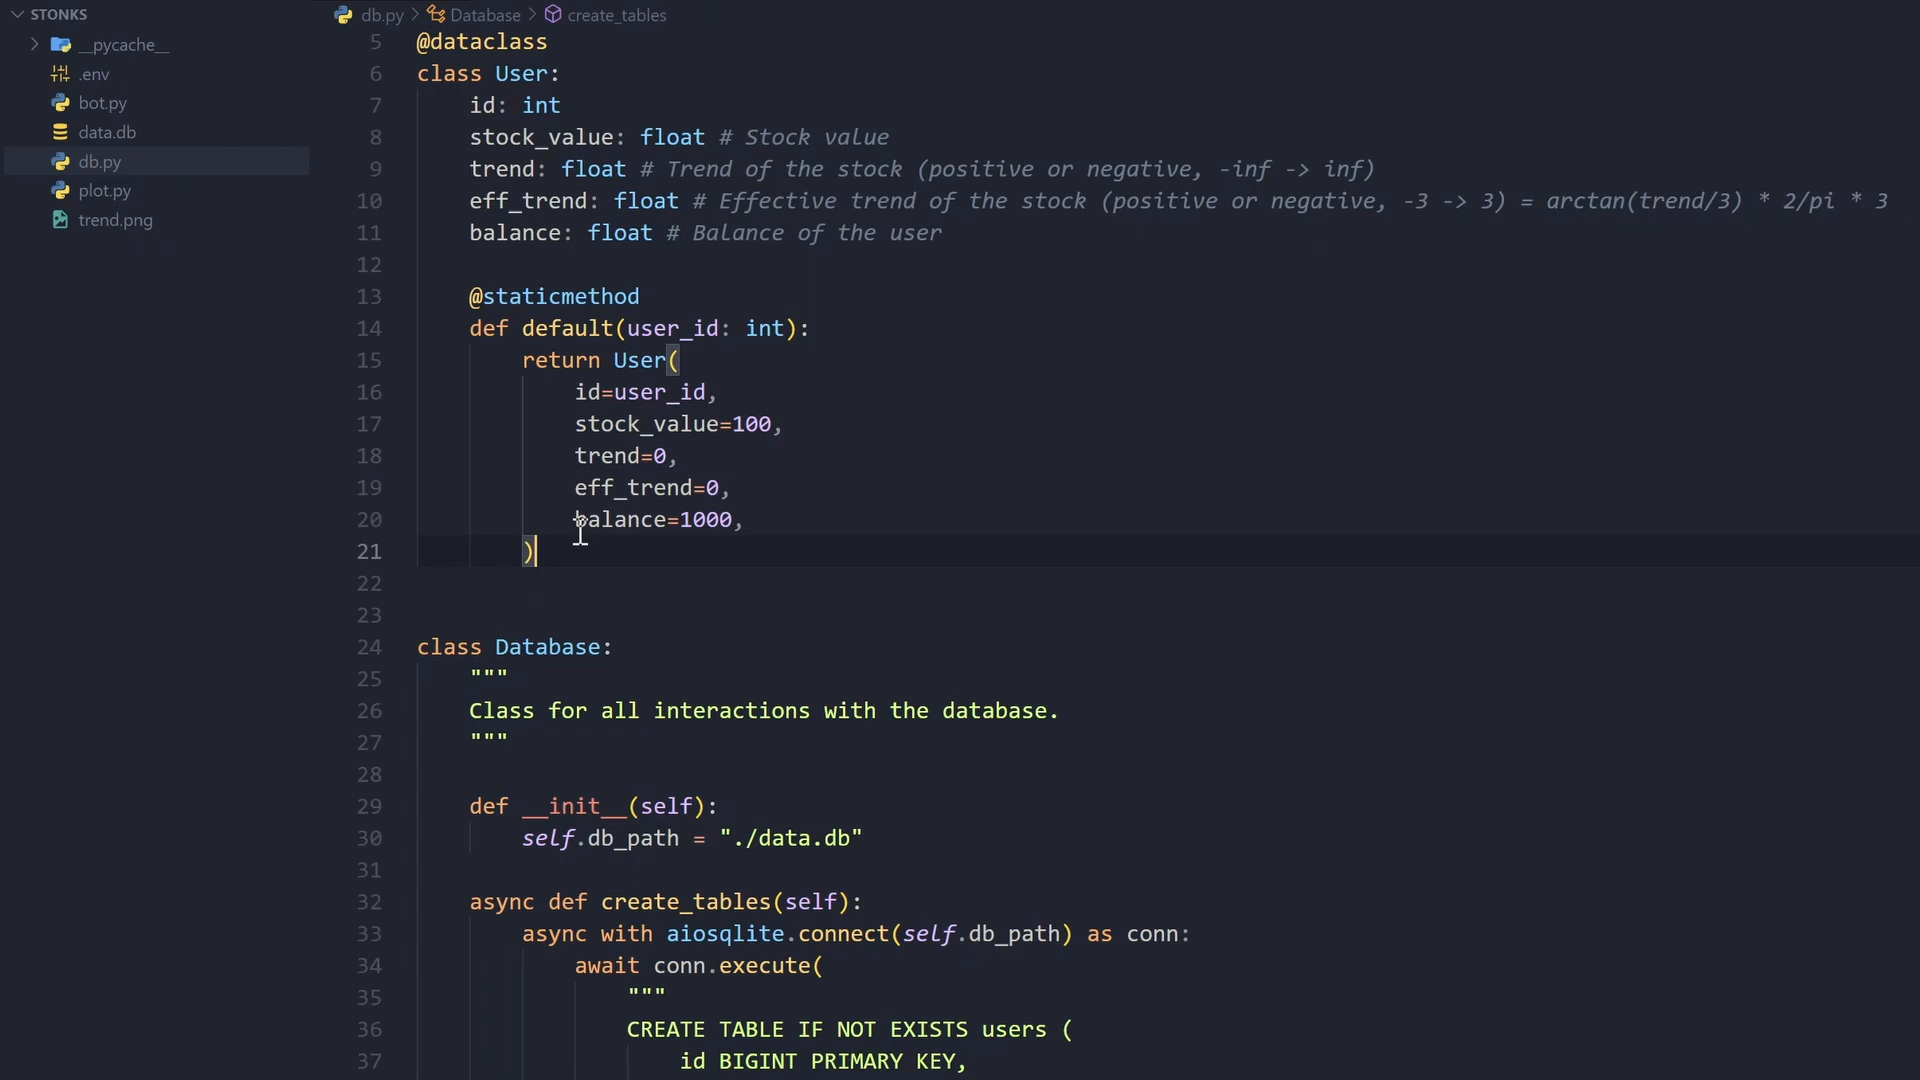 STONKS
__pycache__
.env
bot.py
data.db
db.py
plot.py
trend.png
db.py > Database > create_tables
5 @dataclass
6 class User:
7 id: int
8 stock_value: float # Stock value
9 trend: float # Trend of the stock (positive or negative, -inf -> inf)
10 eff_trend: float # Effective trend of the stock (positive or negative, -3 -> 3) = arctan(trend/3) * 2/pi * 3
11 balance: float # Balance of the user
12
13 @staticmethod
14 def default(user_id: int):
15 return User(
16 id=user_id,
17 stock_value=100,
18 trend=0,
19 eff_trend=0,
20 balance=1000,
21 )
22
23
24 class Database:
25 """
26 Class for all interactions with the database.
27 """
28
29 def __init__(self):
30 self.db_path = "./data.db"
31
32 async def create_tables(self):
33 async with aiosqlite.connect(self.db_path) as conn:
34 await conn.execute(
35 """
36 CREATE TABLE IF NOT EXISTS users (
37 id BIGINT PRIMARY KEY,